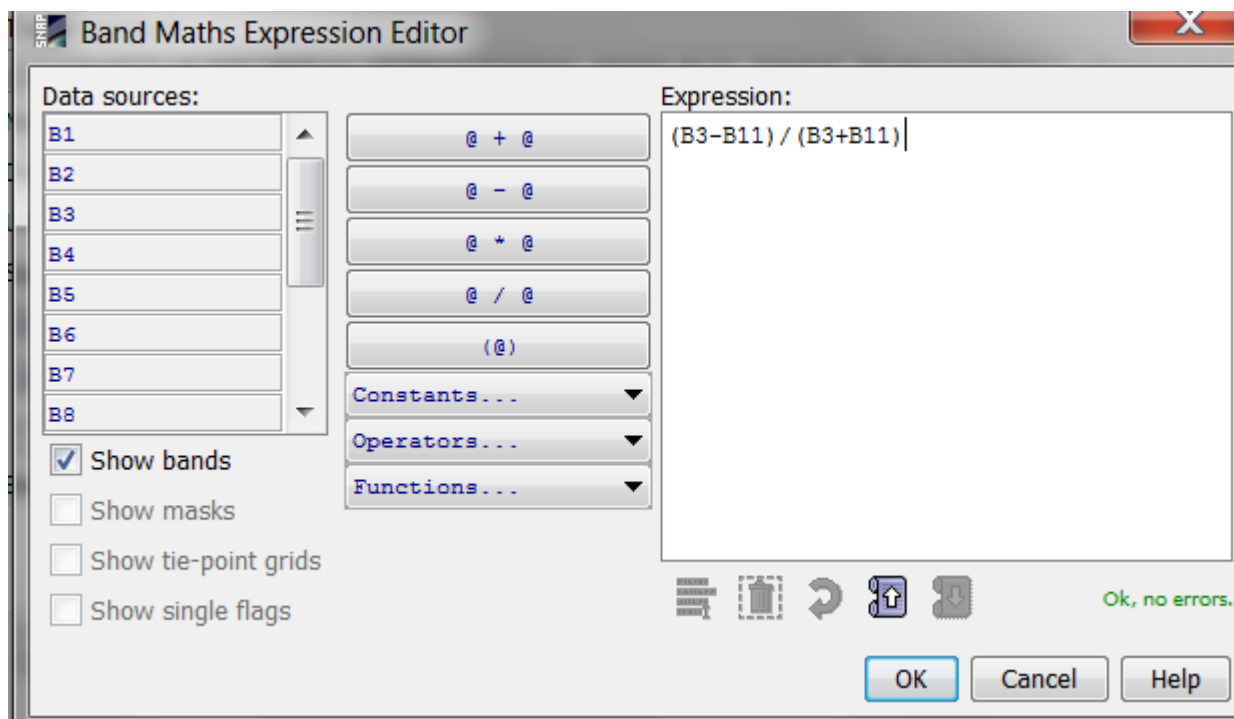 SNAP
Band Maths Expression Editor
X
Data sources:
B1
B2
B3
B4
B5
B6
B7
B8
Show bands
Show masks
Show tie-point grids
Show single flags
@ + @
@ - @
@ * @
@ / @
(@)
Constants...
Operators...
Functions...
Expression:
(B3-B11)/(B3+B11)
Ok, no errors.
OK
Cancel
Help